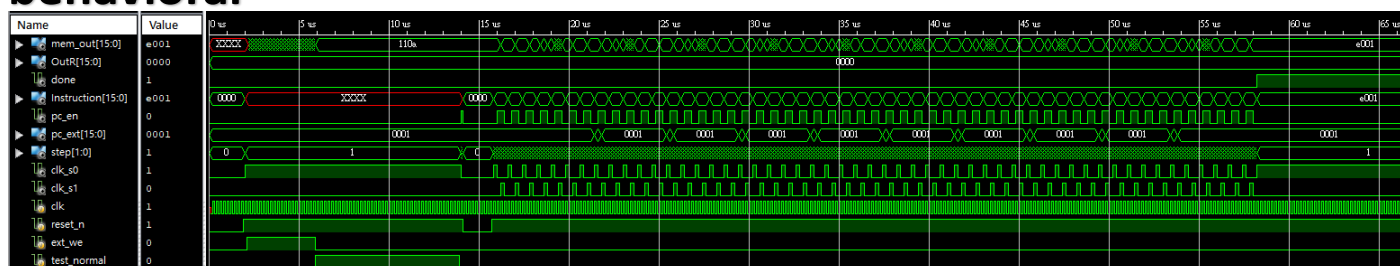 behavioral
Name Value 0 us 5 us 10 us 15 us 20 us 25 us 30 us 35 us 40 us 45 us 50 us 55 us 60 us 65 us
mem_out[15:0] e001 XXXX 110a e001
OutR[15:0] 0000 0000
done 1
Instruction[15:0] e001 0000 XXXX 0000 e001
pc_en 0
pc_ext[15:0] 0001 0001 0001 0001 0001 0001 0001 0001 0001 0001 0001
step[1:0] 1 0 1 0 1
clk_s0 1
clk_s1 0
clk 1
reset_n 1
ext_we 0
test_normal 0